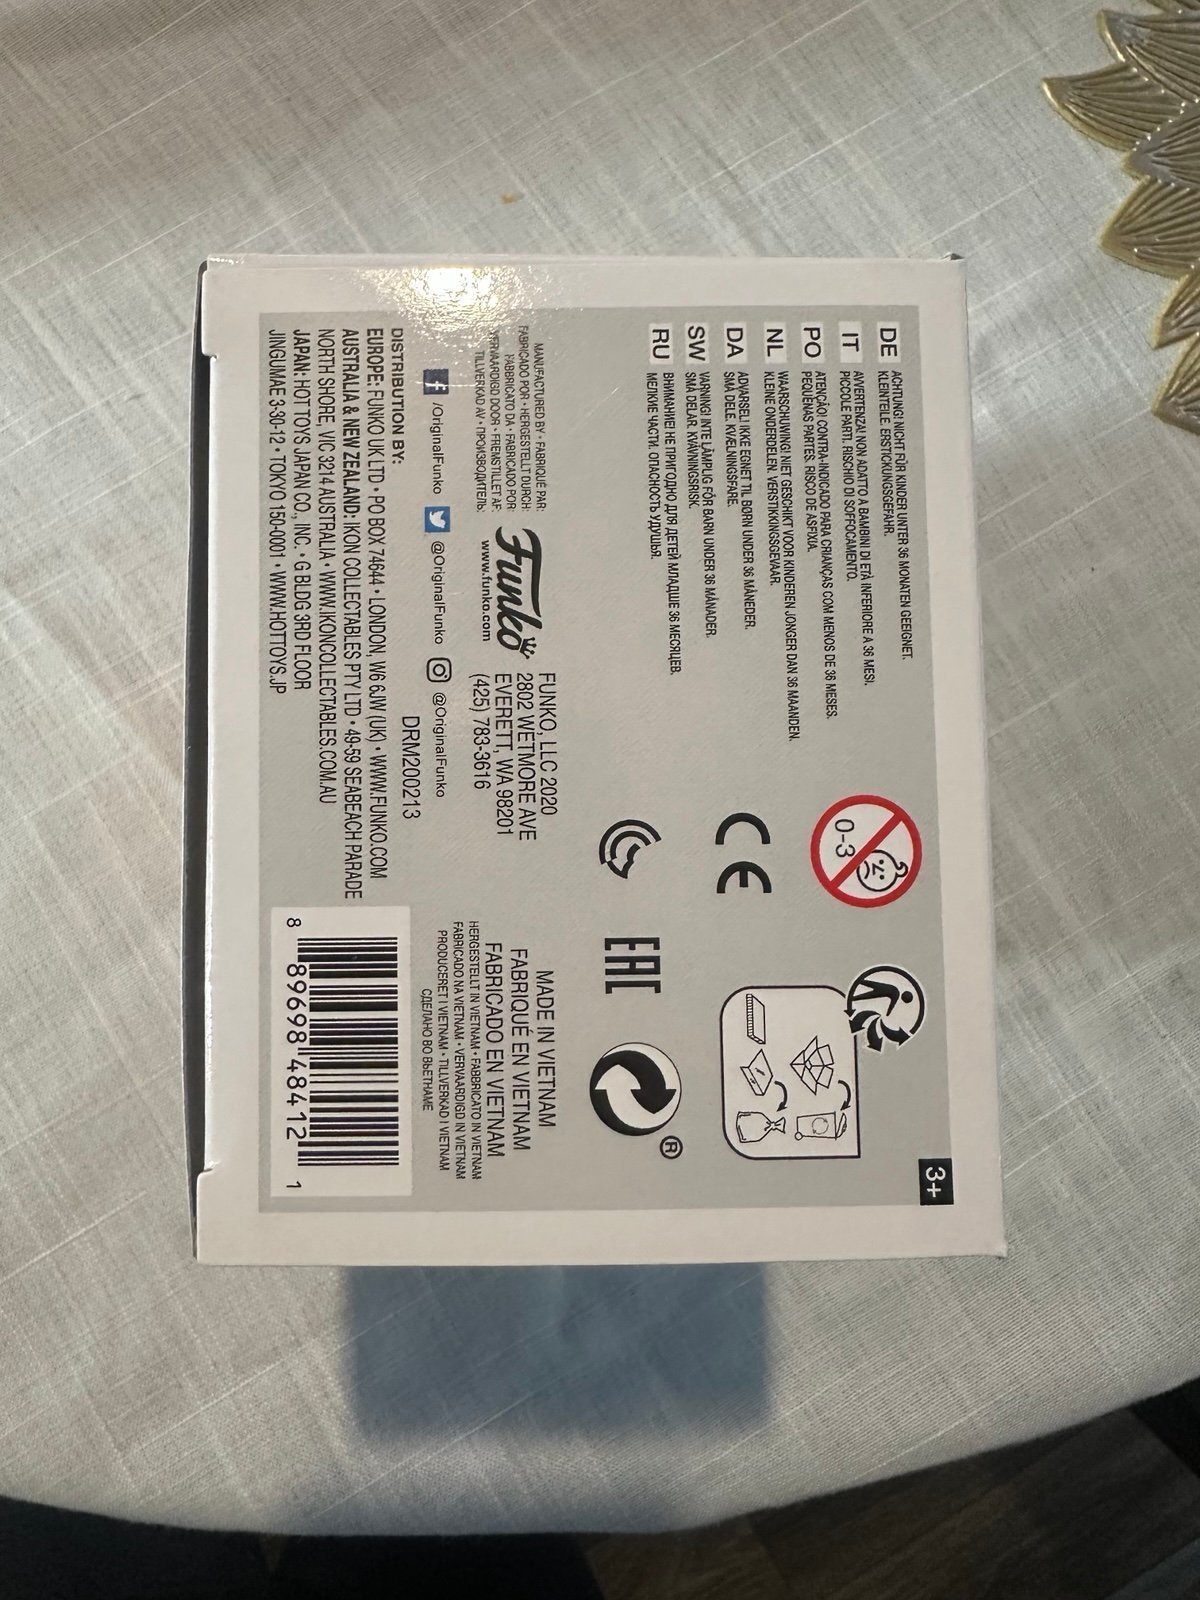 3+
DE ACHTUNG! NICHT FÜR KINDER UNTER 36 MONATEN GEEIGNET.
KLEINTEILE. ERSTICKUNGSGEFAHR.
IT AVVERTENZA! NON ADATTO A BAMBINI DI ETÀ INFERIORE A 36 MESI.
PICCOLE PARTI. RISCHIO DI SOFFOCAMENTO.
PO ATENÇÃO! CONTRA-INDICADO PARA CRIANÇAS COM MENOS DE 36 MESES.
PEQUENAS PARTES. RISCO DE ASFIXIA.
NL WAARSCHUWING! NIET GESCHIKT VOOR KINDEREN JONGER DAN 36 MAANDEN.
KLEINE ONDERDELEN. VERSTIKKINGSGEVAAR.
DA ADVARSEL! IKKE EGNET TIL BØRN UNDER 36 MÅNEDER.
SMÅ DELE. KVÆLNINGSFARE.
SW VARNING! INTE LÄMPLIG FÖR BARN UNDER 36 MÅNADER.
SMÅ DELAR. KVÄVNINGSRISK.
RU ВНИМАНИЕ! НЕ ПРИГОДНО ДЛЯ ДЕТЕЙ МЛАДШЕ 36 МЕСЯЦЕВ.
МЕЛКИЕ ЧАСТИ. ОПАСНОСТЬ УДУШЬЯ.
0-3
CE
EAC
®
MANUFACTURED BY • FABRIQUÉ PAR:
FABRICADO POR • HERGESTELLT DURCH:
FABBRICATO DA • FABRICADO POR:
VERVAARDIGD DOOR • FREMSTILLET AF:
TILLVERKAD AV • ПРОИЗВОДИТЕЛЬ:
Funko
www.funko.com
FUNKO, LLC 2020
2802 WETMORE AVE
EVERETT, WA 98201
(425) 783-3616
MADE IN VIETNAM
FABRIQUÉ EN VIETNAM
FABRICADO EN VIETNAM
HERGESTELLT IN VIETNAM • FABBRICATO IN VIETNAM
FABRICADO NA VIETNAM • VERVAARDIGD IN VIETNAM
PRODUCERET I VIETNAM • TILLVERKAD I VIETNAM
СДЕЛАНО ВО ВЬЕТНАМЕ
/OriginalFunko @OriginalFunko @OriginalFunko
DRM200213
DISTRIBUTION BY:
EUROPE: FUNKO UK LTD • PO BOX 74644 • LONDON, W6 6JW (UK) • WWW.FUNKO.COM
AUSTRALIA & NEW ZEALAND: IKON COLLECTABLES PTY LTD • 49-59 SEABEACH PARADE
NORTH SHORE, VIC 3214 AUSTRALIA • WWW.IKONCOLLECTABLES.COM.AU
JAPAN: HOT TOYS JAPAN CO., INC. • G BLDG 3RD FLOOR
JINGUMAE 3-30-12 • TOKYO 150-0001 • WWW.HOTTOYS.JP
8 89698 48412 1